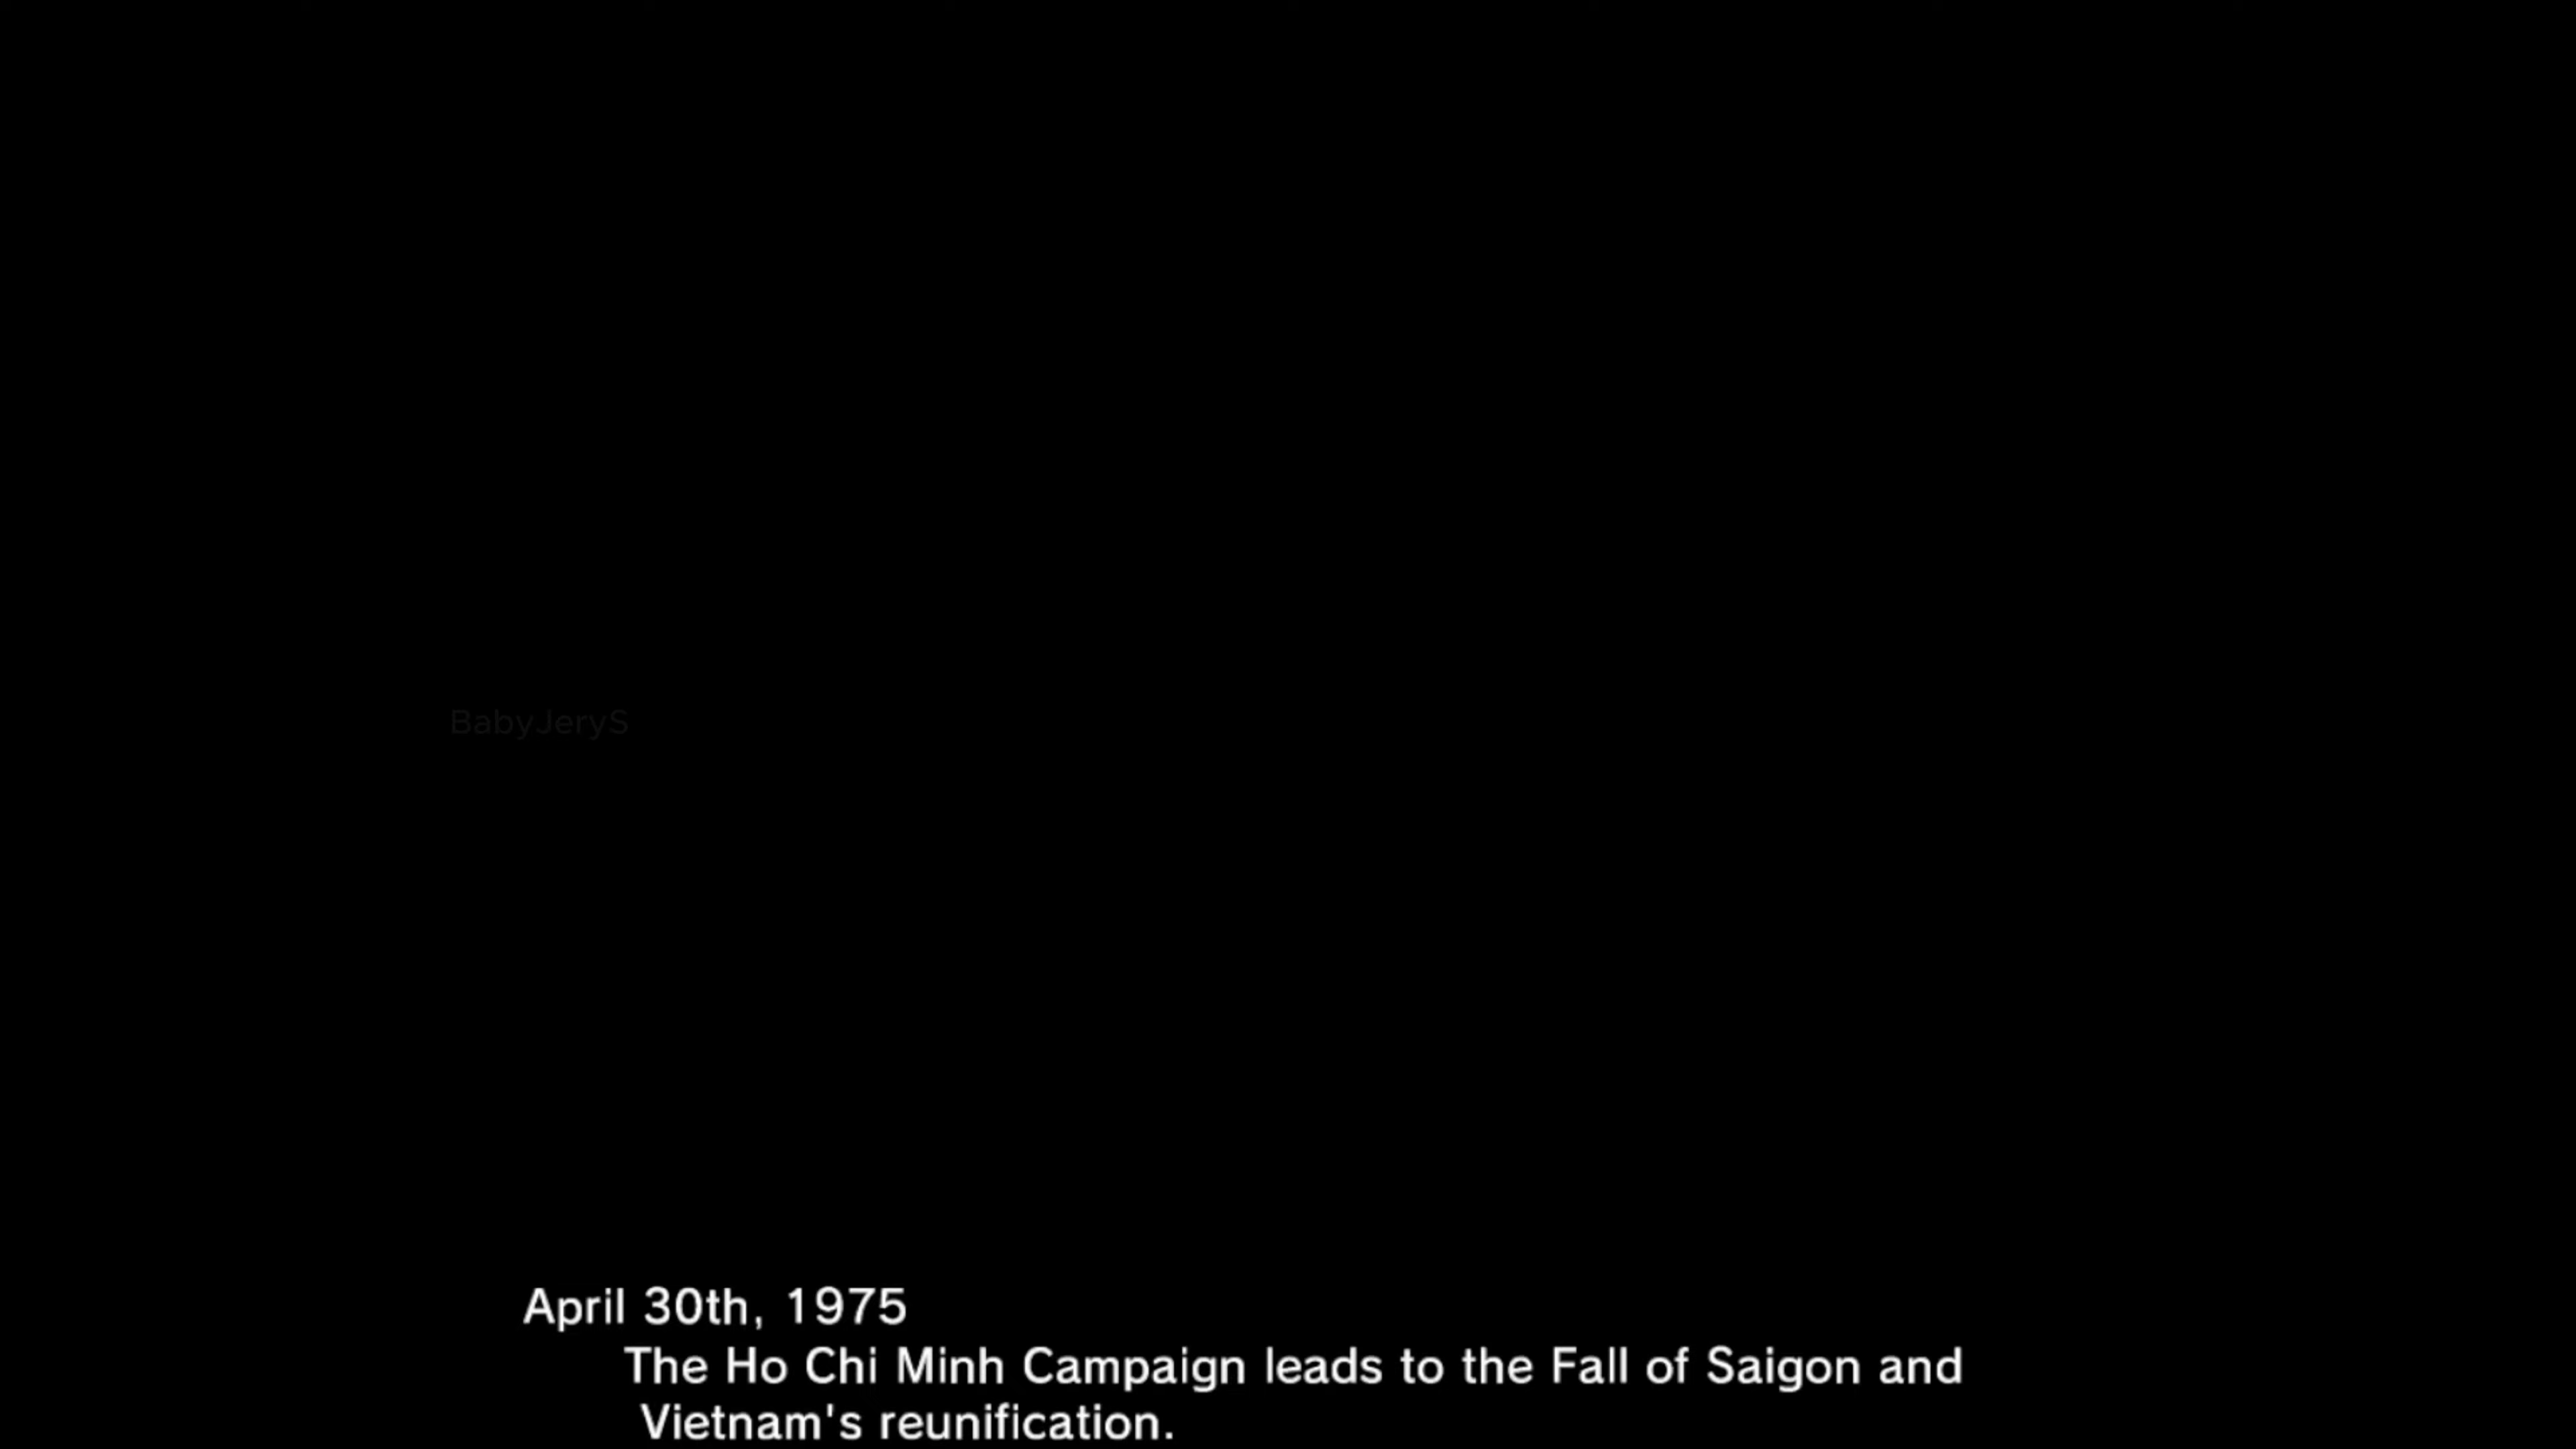 BabyJeryS
April 30th, 1975
The Ho Chi Minh Campaign leads to the Fall of Saigon and
Vietnam's reunification.